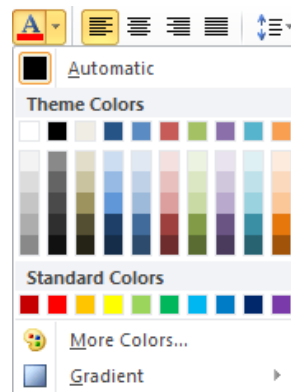 A
Automatic
Theme Colors
Standard Colors
More Colors...
Gradient